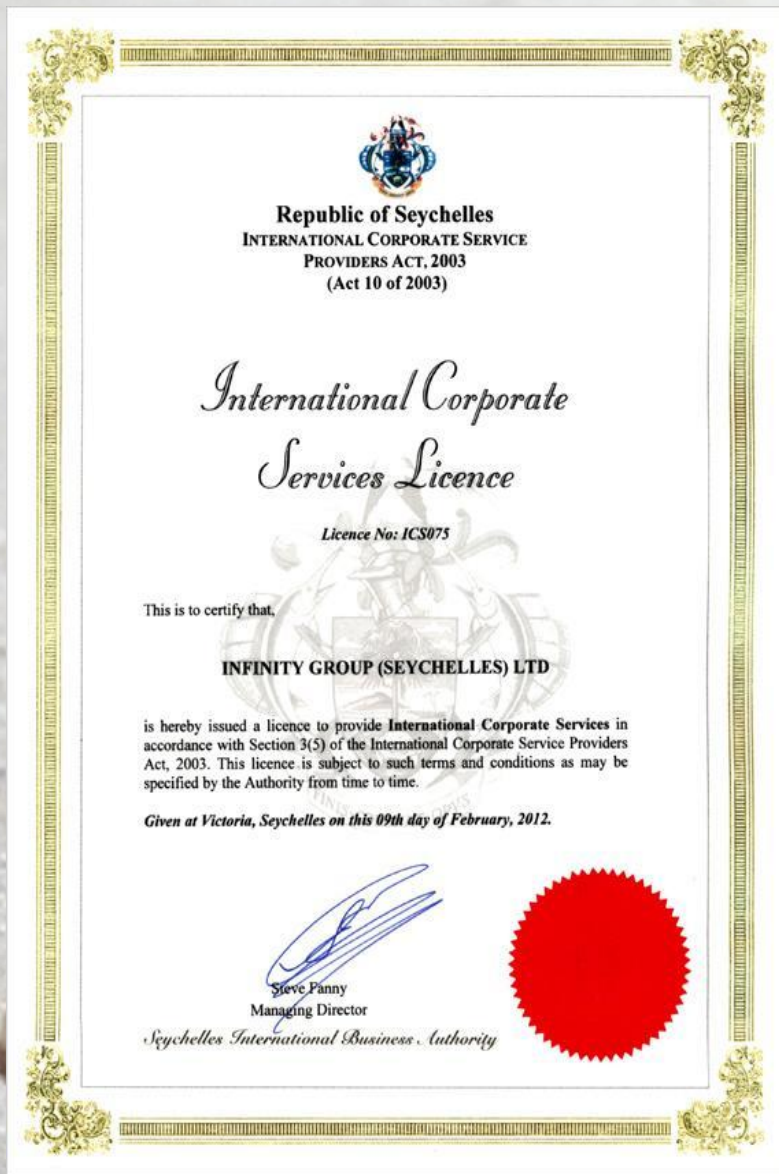 Republic of Seychelles
INTERNATIONAL CORPORATE SERVICE
PROVIDERS ACT, 2003
(Act 10 of 2003)
International Corporate
Services Licence
Licence No: ICS075
This is to certify that,
INFINITY GROUP (SEYCHELLES) LTD
is hereby issued a licence to provide International Corporate Services in
accordance with Section 3(5) of the International Corporate Service Providers
Act, 2003. This licence is subject to such terms and conditions as may be
specified by the Authority from time to time.
Given at Victoria, Seychelles on this 09th day of February, 2012.
Steve Fanny
Managing Director
Seychelles International Business Authority